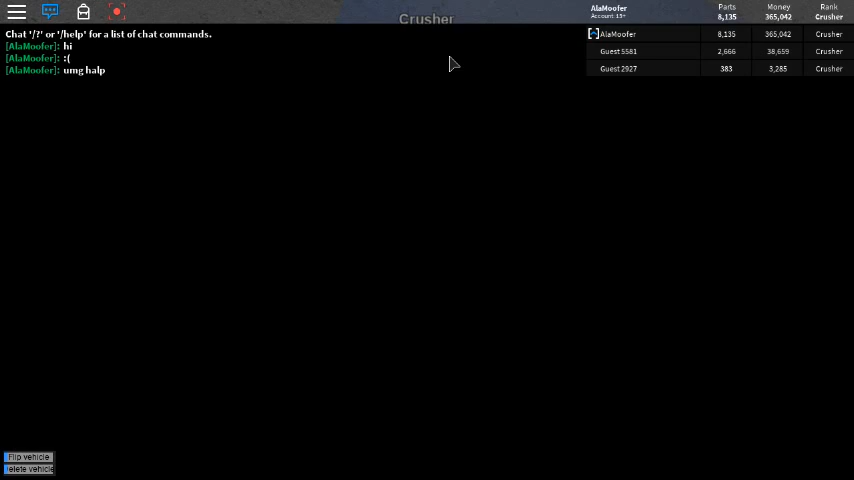 Crusher
AlaMoofer
Account: 13+
Parts
8,135
Money
365,042
Rank
Crusher
Chat '/?' or '/help' for a list of chat commands.
[AlaMoofer]: hi
[AlaMoofer]: :(
[AlaMoofer]: umg halp
AlaMoofer 8,135 365,042 Crusher
Guest 5581 2,666 38,659 Crusher
Guest 2927 383 3,285 Crusher
Flip vehicle
elete vehicle